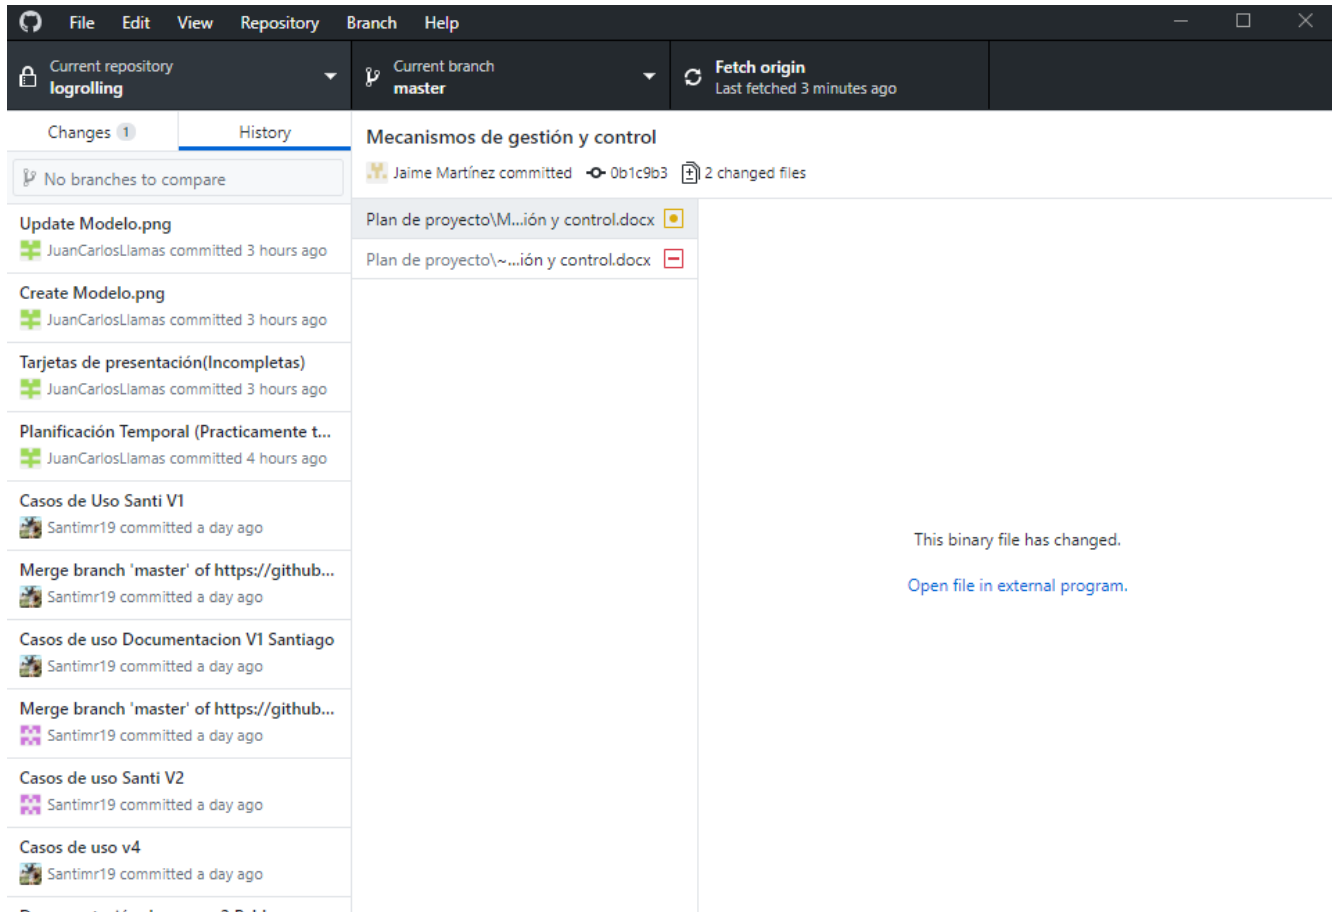 File Edit View Repository Branch Help
Current repository
logrolling
Current branch
master
Fetch origin
Last fetched 3 minutes ago
Changes 1
History
No branches to compare
Update Modelo.png
JuanCarlosLlamas committed 3 hours ago
Create Modelo.png
JuanCarlosLlamas committed 3 hours ago
Tarjetas de presentación(Incompletas)
JuanCarlosLlamas committed 3 hours ago
Planificación Temporal (Practicamente t...
JuanCarlosLlamas committed 4 hours ago
Casos de Uso Santi V1
Santimr19 committed a day ago
Merge branch 'master' of https://github...
Santimr19 committed a day ago
Casos de uso Documentacion V1 Santiago
Santimr19 committed a day ago
Merge branch 'master' of https://github...
Santimr19 committed a day ago
Casos de uso Santi V2
Santimr19 committed a day ago
Casos de uso v4
Santimr19 committed a day ago
Mecanismos de gestión y control
Jaime Martínez committed 0b1c9b3 2 changed files
Plan de proyecto\M...ión y control.docx
Plan de proyecto\~...ión y control.docx
This binary file has changed.
Open file in external program.